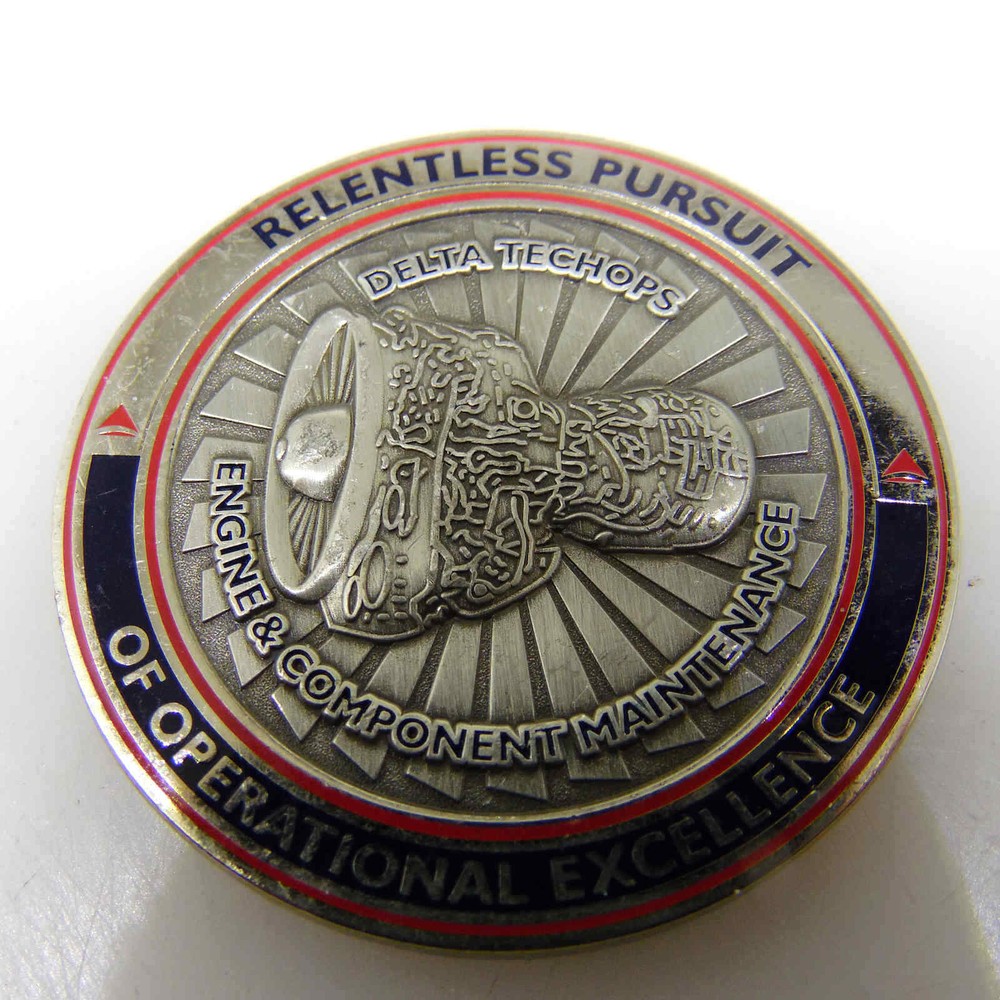 RELENTLESS PURSUIT
DELTA TECHOPS
ENGINE & COMPONENT MAINTENANCE
OF OPERATIONAL EXCELLENCE